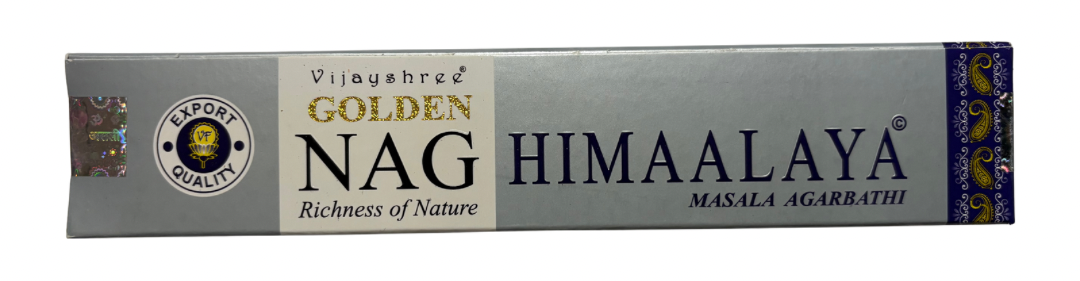 EXPORT
VF
QUALITY
Vijayshree®
GOLDEN
NAG
Richness of Nature
HIMAALAYA©
MASALA AGARBATHI